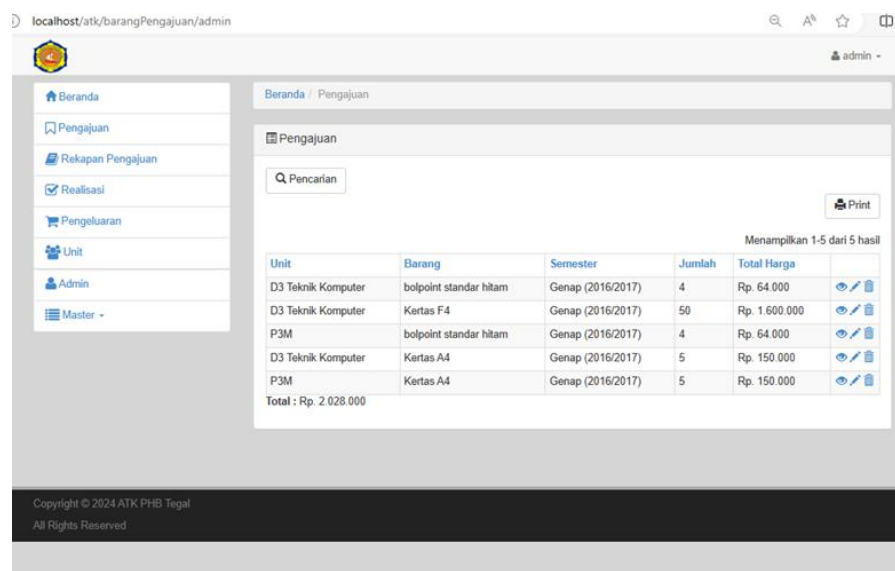 localhost/atk/barangPengajuan/admin
admin
Beranda
Pengajuan
Rekapan Pengajuan
Realisasi
Pengeluaran
Unit
Admin
Master
Beranda / Pengajuan
Pengajuan
Pencarian
Print
Menampilkan 1-5 dari 5 hasil
Unit Barang Semester Jumlah Total Harga
D3 Teknik Komputer bolpoint standar hitam Genap (2016/2017) 4 Rp. 64.000
D3 Teknik Komputer Kertas F4 Genap (2016/2017) 50 Rp. 1.600.000
P3M bolpoint standar hitam Genap (2016/2017) 4 Rp. 64.000
D3 Teknik Komputer Kertas A4 Genap (2016/2017) 5 Rp. 150.000
P3M Kertas A4 Genap (2016/2017) 5 Rp. 150.000
Total : Rp. 2.028.000
Copyright © 2024 ATK PHB Tegal
All Rights Reserved